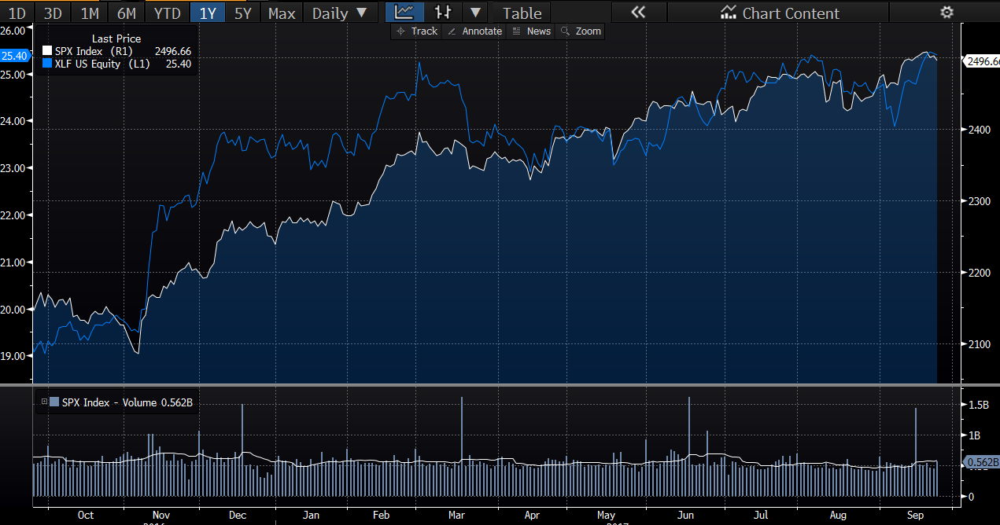 1D 3D 1M 6M YTD 1Y 5Y Max Daily ▼ ▼ Table « Chart Content
Track Annotate News Zoom
Last Price
SPX Index (R1) 2496.66
XLF US Equity (L1) 25.40
26.00
25.40
25.00
24.00
23.00
22.00
21.00
20.00
19.00
2496.66
2400
2300
2200
2100
SPX Index - Volume 0.562B
1.5B
1B
0.562B
0
Oct Nov Dec Jan Feb Mar Apr May Jun Jul Aug Sep
2016 2017